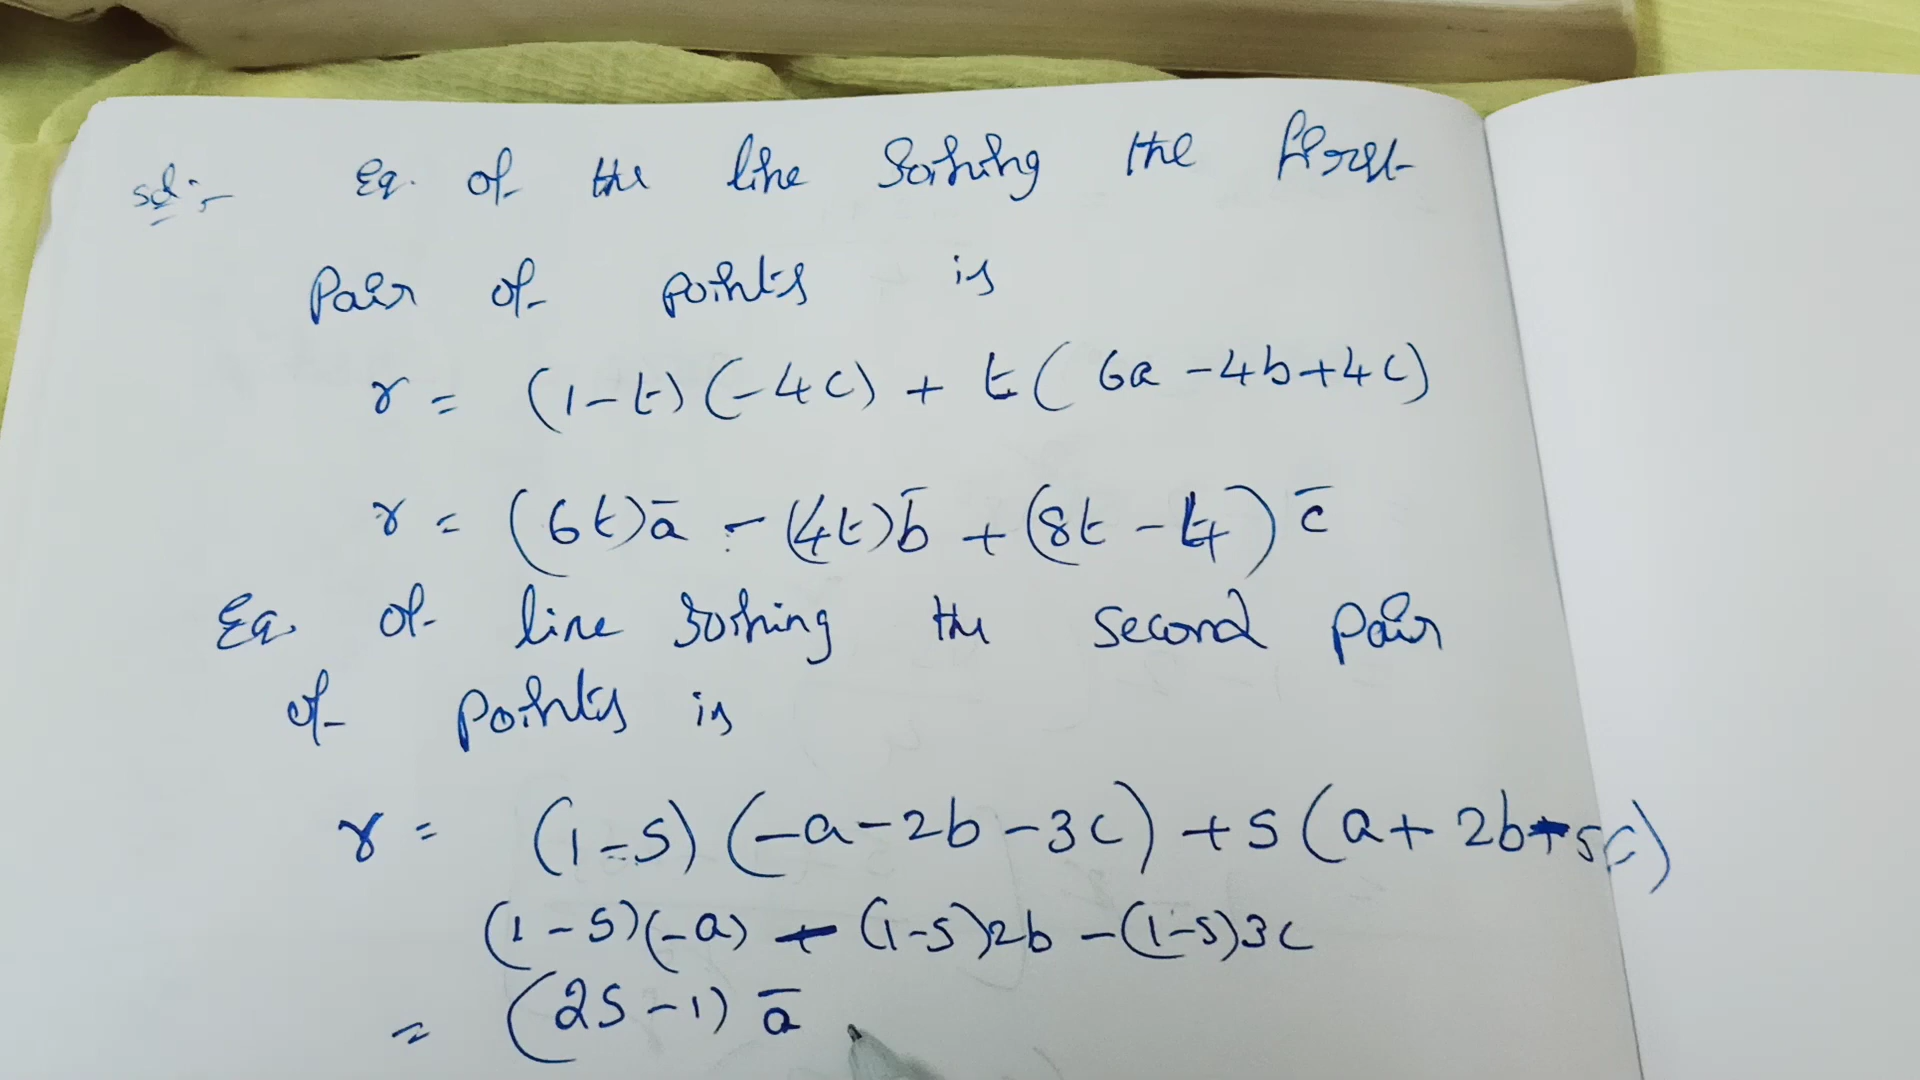 Sol:- Eq. of the line Joining the first
Pair of points is
r = (1-t)(-4c) + t(6a-4b+4c)
r = (6t)a̅ - (4t)b̅ + (8t-4)c̅
Eq. of line Joining the second pair
of points is
r = (1-s)(-a-2b-3c) + s(a+2b-5c)
(1-s)(-a) - (1-s)2b - (1-s)3c
= (2s-1)a̅